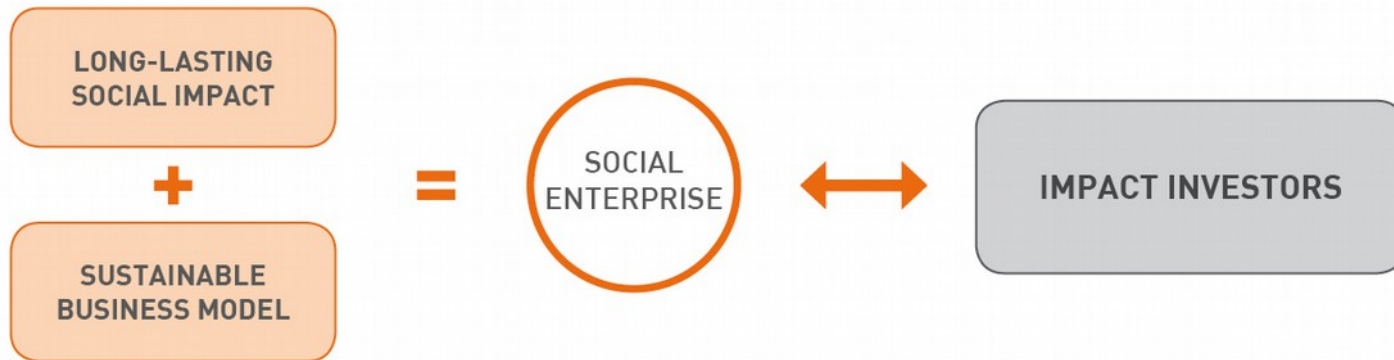 LONG-LASTING
SOCIAL IMPACT
+
SUSTAINABLE
BUSINESS MODEL
=
SOCIAL
ENTERPRISE
IMPACT INVESTORS